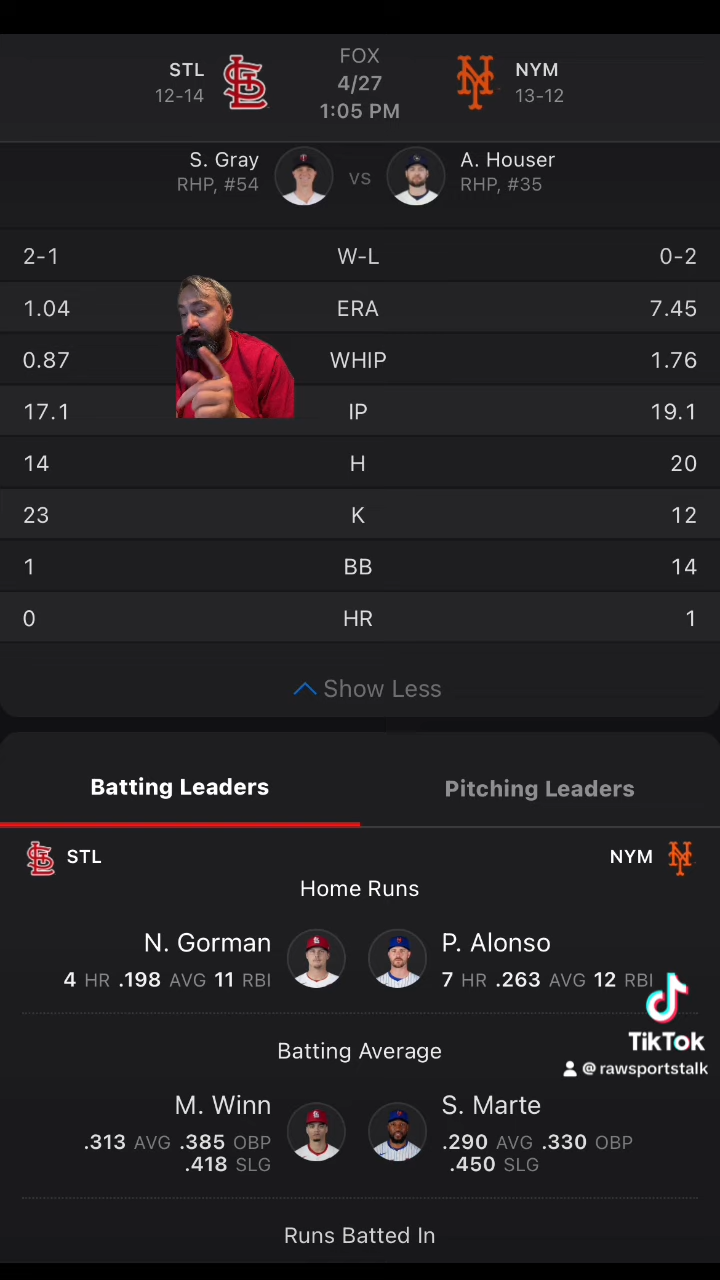 FOX
STL 4/27 NYM
12-14 1:05 PM 13-12
S. Gray vs A. Houser
RHP, #54 RHP, #35
2-1 W-L 0-2
1.04 ERA 7.45
0.87 WHIP 1.76
17.1 IP 19.1
14 H 20
23 K 12
1 BB 14
0 HR 1
Show Less
Batting Leaders Pitching Leaders
STL NYM
Home Runs
N. Gorman P. Alonso
4 HR .198 AVG 11 RBI 7 HR .263 AVG 12 RBI
TikTok
Batting Average
@rawsportstalk
M. Winn S. Marte
.313 AVG .385 OBP .290 AVG .330 OBP
.418 SLG .450 SLG
Runs Batted In